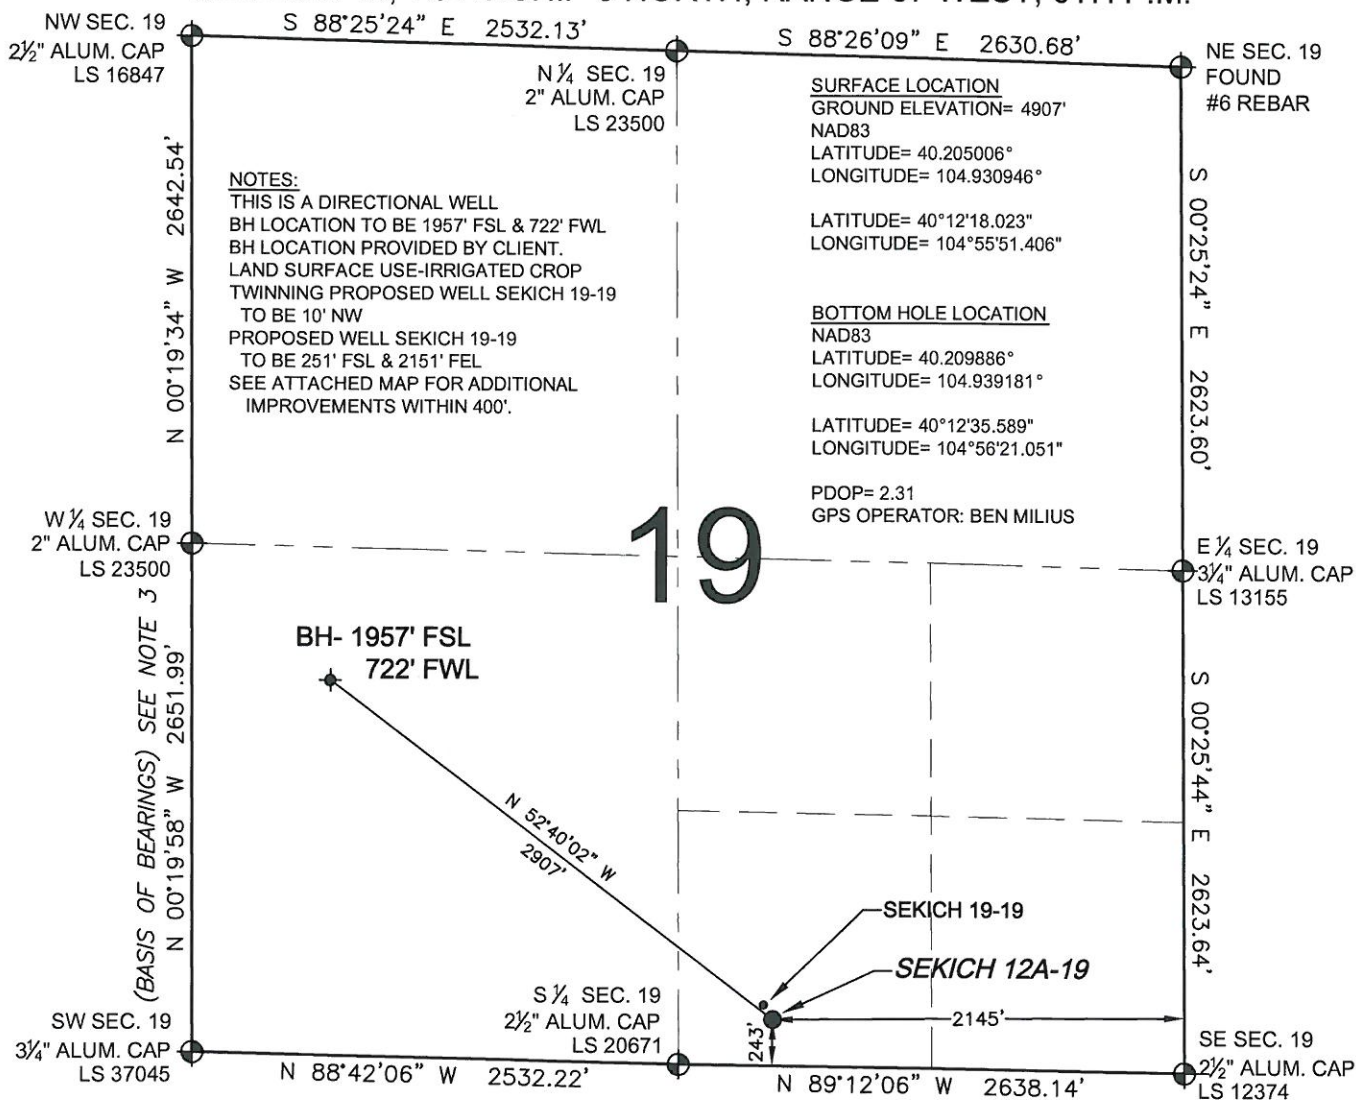 NW SEC. 19
2½" ALUM. CAP
LS 16847
S 88°25'24" E 2532.13'
N ¼ SEC. 19
2" ALUM. CAP
LS 23500
S 88°26'09" E 2630.68'
NE SEC. 19
FOUND
#6 REBAR
SURFACE LOCATION
GROUND ELEVATION= 4907'
NAD83
LATITUDE= 40.205006°
LONGITUDE= 104.930946°
LATITUDE= 40°12'18.023"
LONGITUDE= 104°55'51.406"
NOTES:
THIS IS A DIRECTIONAL WELL
BH LOCATION TO BE 1957' FSL & 722' FWL
BH LOCATION PROVIDED BY CLIENT.
LAND SURFACE USE-IRRIGATED CROP
TWINNING PROPOSED WELL SEKICH 19-19
TO BE 10' NW
PROPOSED WELL SEKICH 19-19
TO BE 251' FSL & 2151' FEL
SEE ATTACHED MAP FOR ADDITIONAL
IMPROVEMENTS WITHIN 400'.
BOTTOM HOLE LOCATION
NAD83
LATITUDE= 40.209886°
LONGITUDE= 104.939181°
LATITUDE= 40°12'35.589"
LONGITUDE= 104°56'21.051"
PDOP= 2.31
GPS OPERATOR: BEN MILIUS
N 00°19'34" W 2642.54'
S 00°25'24" E 2623.60'
W ¼ SEC. 19
2" ALUM. CAP
LS 23500
19
E ¼ SEC. 19
3¼" ALUM. CAP
LS 13155
BH- 1957' FSL
722' FWL
(BASIS OF BEARINGS) SEE NOTE 3
N 00°19'58" W 2651.99'
N 52°40'02" W
2907'
S 00°25'44" E 2623.64'
SEKICH 19-19
SEKICH 12A-19
2145'
243'
SW SEC. 19
3¼" ALUM. CAP
LS 37045
N 88°42'06" W 2532.22'
S ¼ SEC. 19
2½" ALUM. CAP
LS 20671
N 89°12'06" W 2638.14'
SE SEC. 19
2½" ALUM. CAP
LS 12374